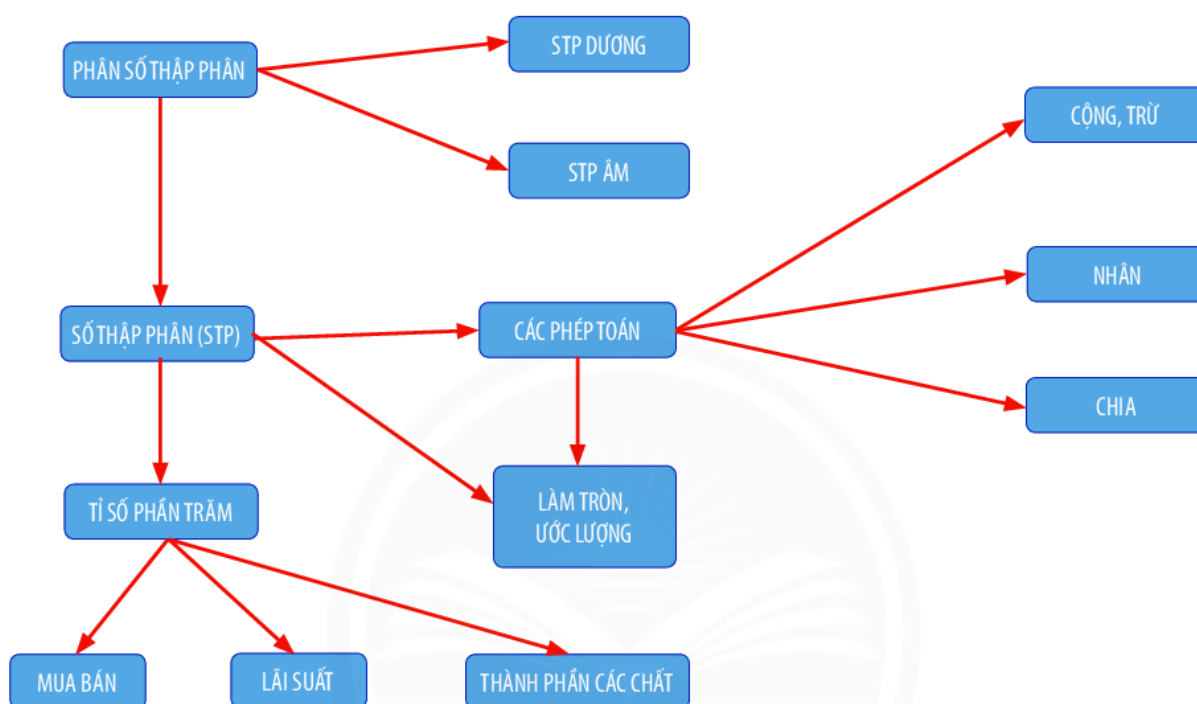 PHÂN SỐ THẬP PHÂN
STP DƯƠNG
STP ÂM
CỘNG, TRỪ
NHÂN
CHIA
SỐ THẬP PHÂN (STP)
CÁC PHÉP TOÁN
LÀM TRÒN,
ƯỚC LƯỢNG
TỈ SỐ PHẦN TRĂM
MUA BÁN
LÃI SUẤT
THÀNH PHẦN CÁC CHẤT